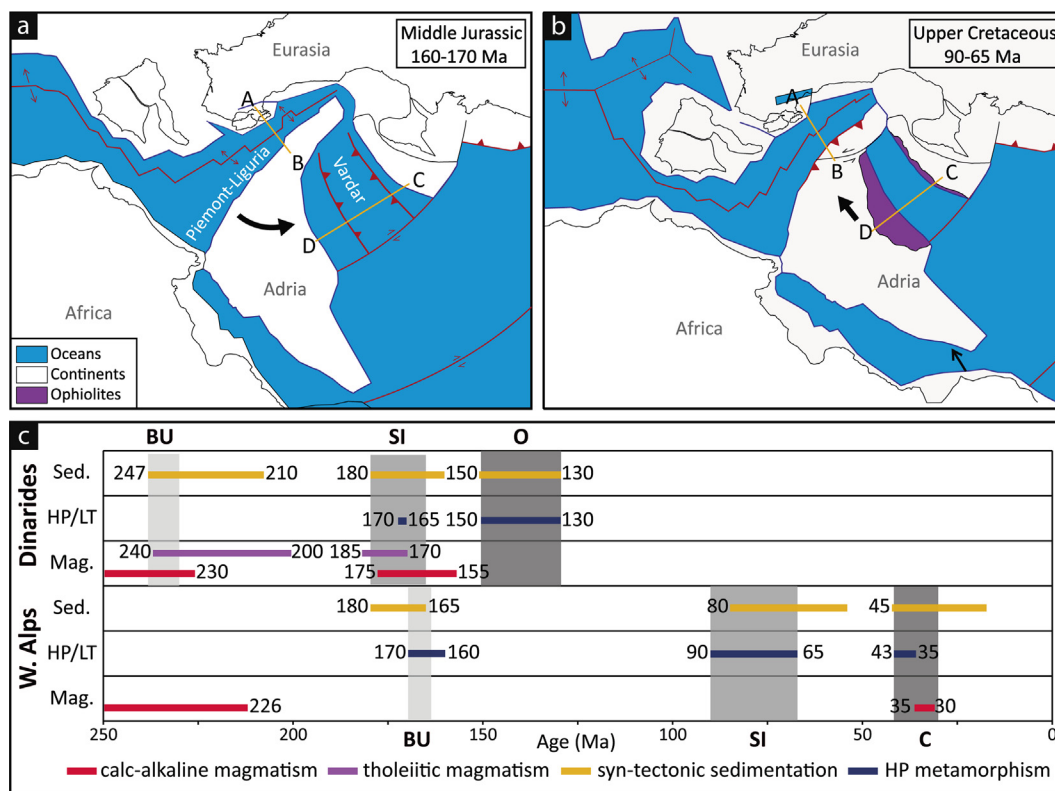 a
Eurasia
Middle Jurassic
160-170 Ma
A
B
C
D
Piemont-Liguria
Vardar
Adria
Africa
Oceans
Continents
Ophiolites
b
Eurasia
Upper Cretaceous
90-65 Ma
A
B
C
D
Adria
Africa
c
BU SI O
Dinarides
Sed. 247 210 180 150 130
HP/LT 170 165 150 130
Mag. 240 200 185 170
230 175 155
W. Alps
Sed. 180 165 80 45
HP/LT 170 160 90 65 43 35
Mag. 226 35 30
250 200 150 100 50 0
BU Age (Ma) SI C
calc-alkaline magmatism tholeiitic magmatism syn-tectonic sedimentation HP metamorphism